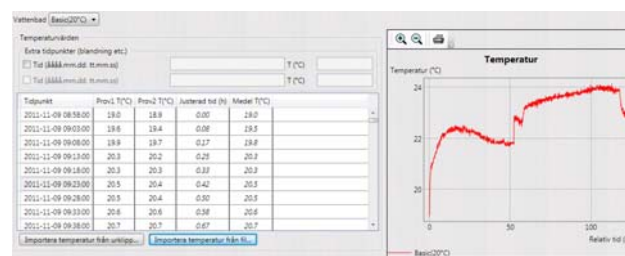 Vattenbad Basic(20°C)
Temperaturvärden
Extra tidpunkter (blandning etc.)
Tid (åååå.mm.dd tt.mm.ss) T (°C)
Tid (åååå.mm.dd tt.mm.ss) T (°C)
Tidpunkt Prov1 T(°C) Prov2 T(°C) Justerad tid (h) Medel T(°C)
2011-11-09 08:58:00 19.0 18.9 0.00 19.0
2011-11-09 09:03:00 19.6 19.4 0.08 19.5
2011-11-09 09:08:00 19.9 19.7 0.17 19.8
2011-11-09 09:13:00 20.3 20.2 0.25 20.3
2011-11-09 09:18:00 20.3 20.3 0.33 20.3
2011-11-09 09:23:00 20.5 20.4 0.42 20.5
2011-11-09 09:28:00 20.5 20.4 0.50 20.5
2011-11-09 09:33:00 20.6 20.6 0.58 20.6
2011-11-09 09:38:00 20.7 20.7 0.67 20.7
Importera temperatur från urklipp... Importera temperatur från fil...
Temperatur
Temperatur (°C)
24
22
20
0 50 100
Relativ tid (
Basic(20°C)